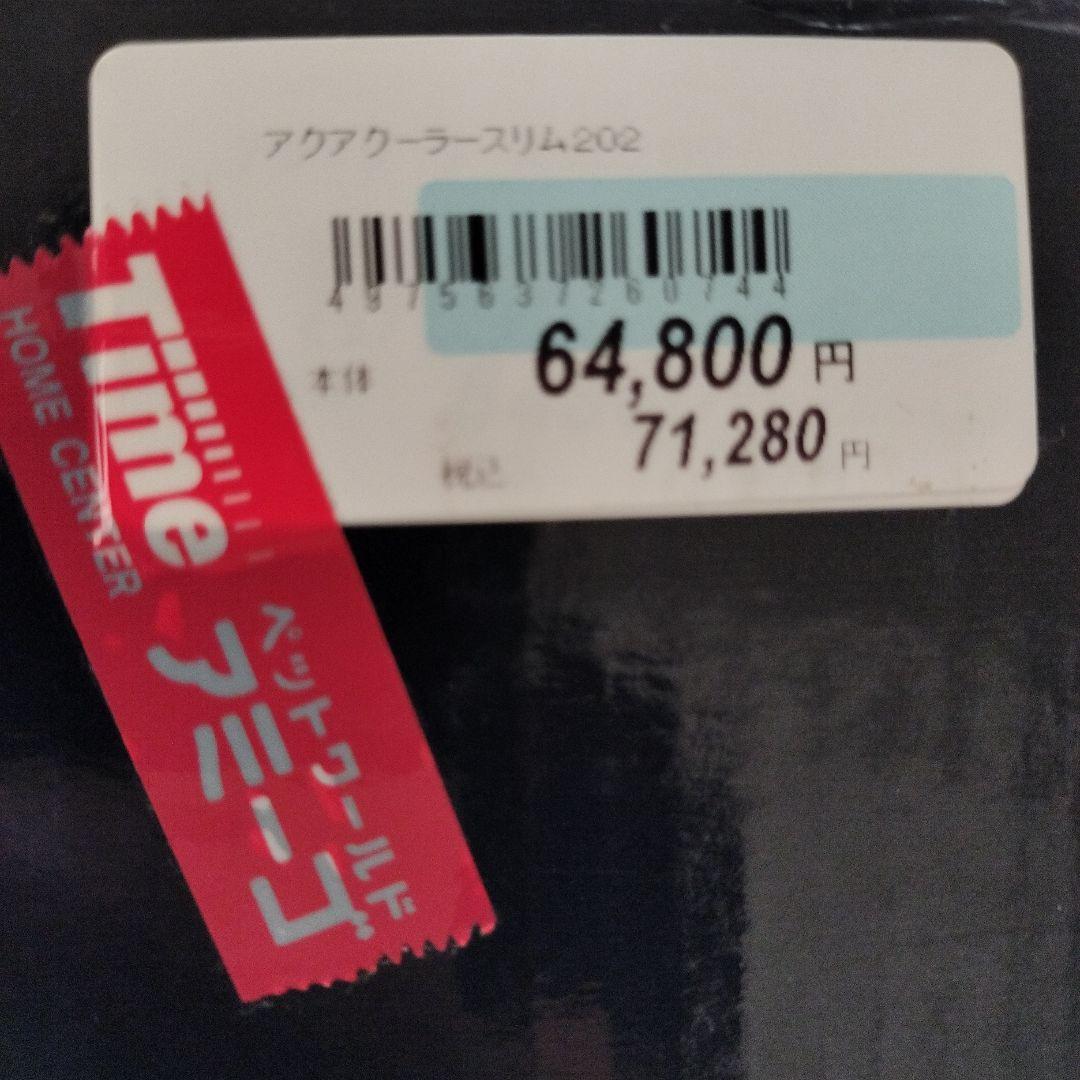 アクアクーラースリム202
4975637260744
本体 64,800円
税込 71,280円
Time
HOME CENTER
ペットワールド
アミーゴ